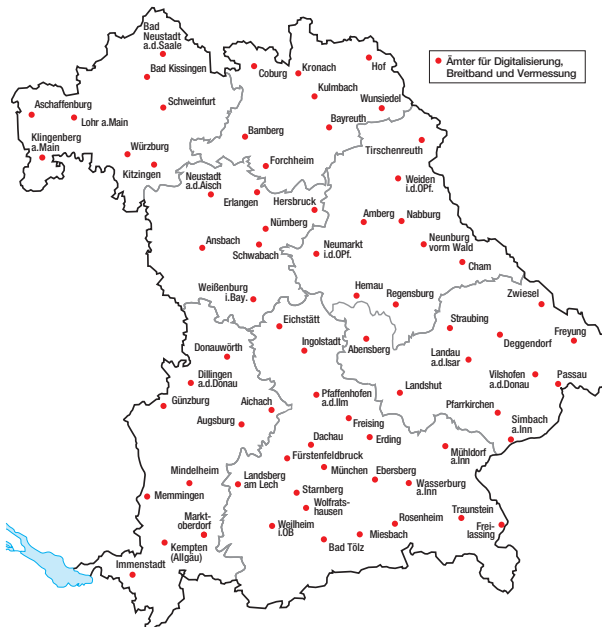 Bad
Neustadt
a.d.Saale
Bad Kissingen
Coburg
Kronach
Hof
Ämter für Digitalisierung,
Breitband und Vermessung
Aschaffenburg
Lohr a.Main
Schweinfurt
Kulmbach
Wunsiedel
Klingenberg
a.Main
Würzburg
Kitzingen
Bamberg
Bayreuth
Tirschenreuth
Forchheim
Neustadt
a.d.Aisch
Erlangen
Hersbruck
Weiden
i.d.OPf.
Nürnberg
Amberg
Nabburg
Ansbach
Schwabach
Neumarkt
i.d.OPf.
Neunburg
vorm Wald
Cham
Weißenburg
i.Bay.
Hemau
Regensburg
Zwiesel
Eichstätt
Straubing
Freyung
Deggendorf
Ingolstadt
Abensberg
Donauwörth
Landau
a.d.Isar
Dillingen
a.d.Donau
Vilshofen
a.d.Donau
Passau
Günzburg
Aichach
Pfaffenhofen
a.d.Ilm
Landshut
Pfarrkirchen
Augsburg
Freising
Simbach
a.Inn
Dachau
Erding
Mühldorf
a.Inn
Fürstenfeldbruck
Mindelheim
Landsberg
am Lech
München
Ebersberg
Wasserburg
a.Inn
Memmingen
Starnberg
Wolfrats-
hausen
Markt-
oberdorf
Weilheim
i.OB
Rosenheim
Traunstein
Frei-
lassing
Kempten
(Allgäu)
Bad Tölz
Miesbach
Immenstadt